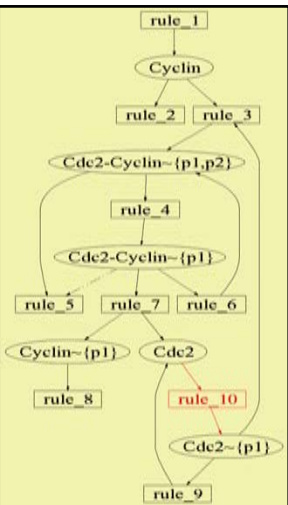 rule_1
Cyclin
rule_2 rule_3
Cdc2-Cyclin~{p1,p2}
rule_4
Cdc2-Cyclin~{p1}
rule_5 rule_7 rule_6
Cyclin~{p1} Cdc2
rule_8 rule_10
Cdc2~{p1}
rule_9